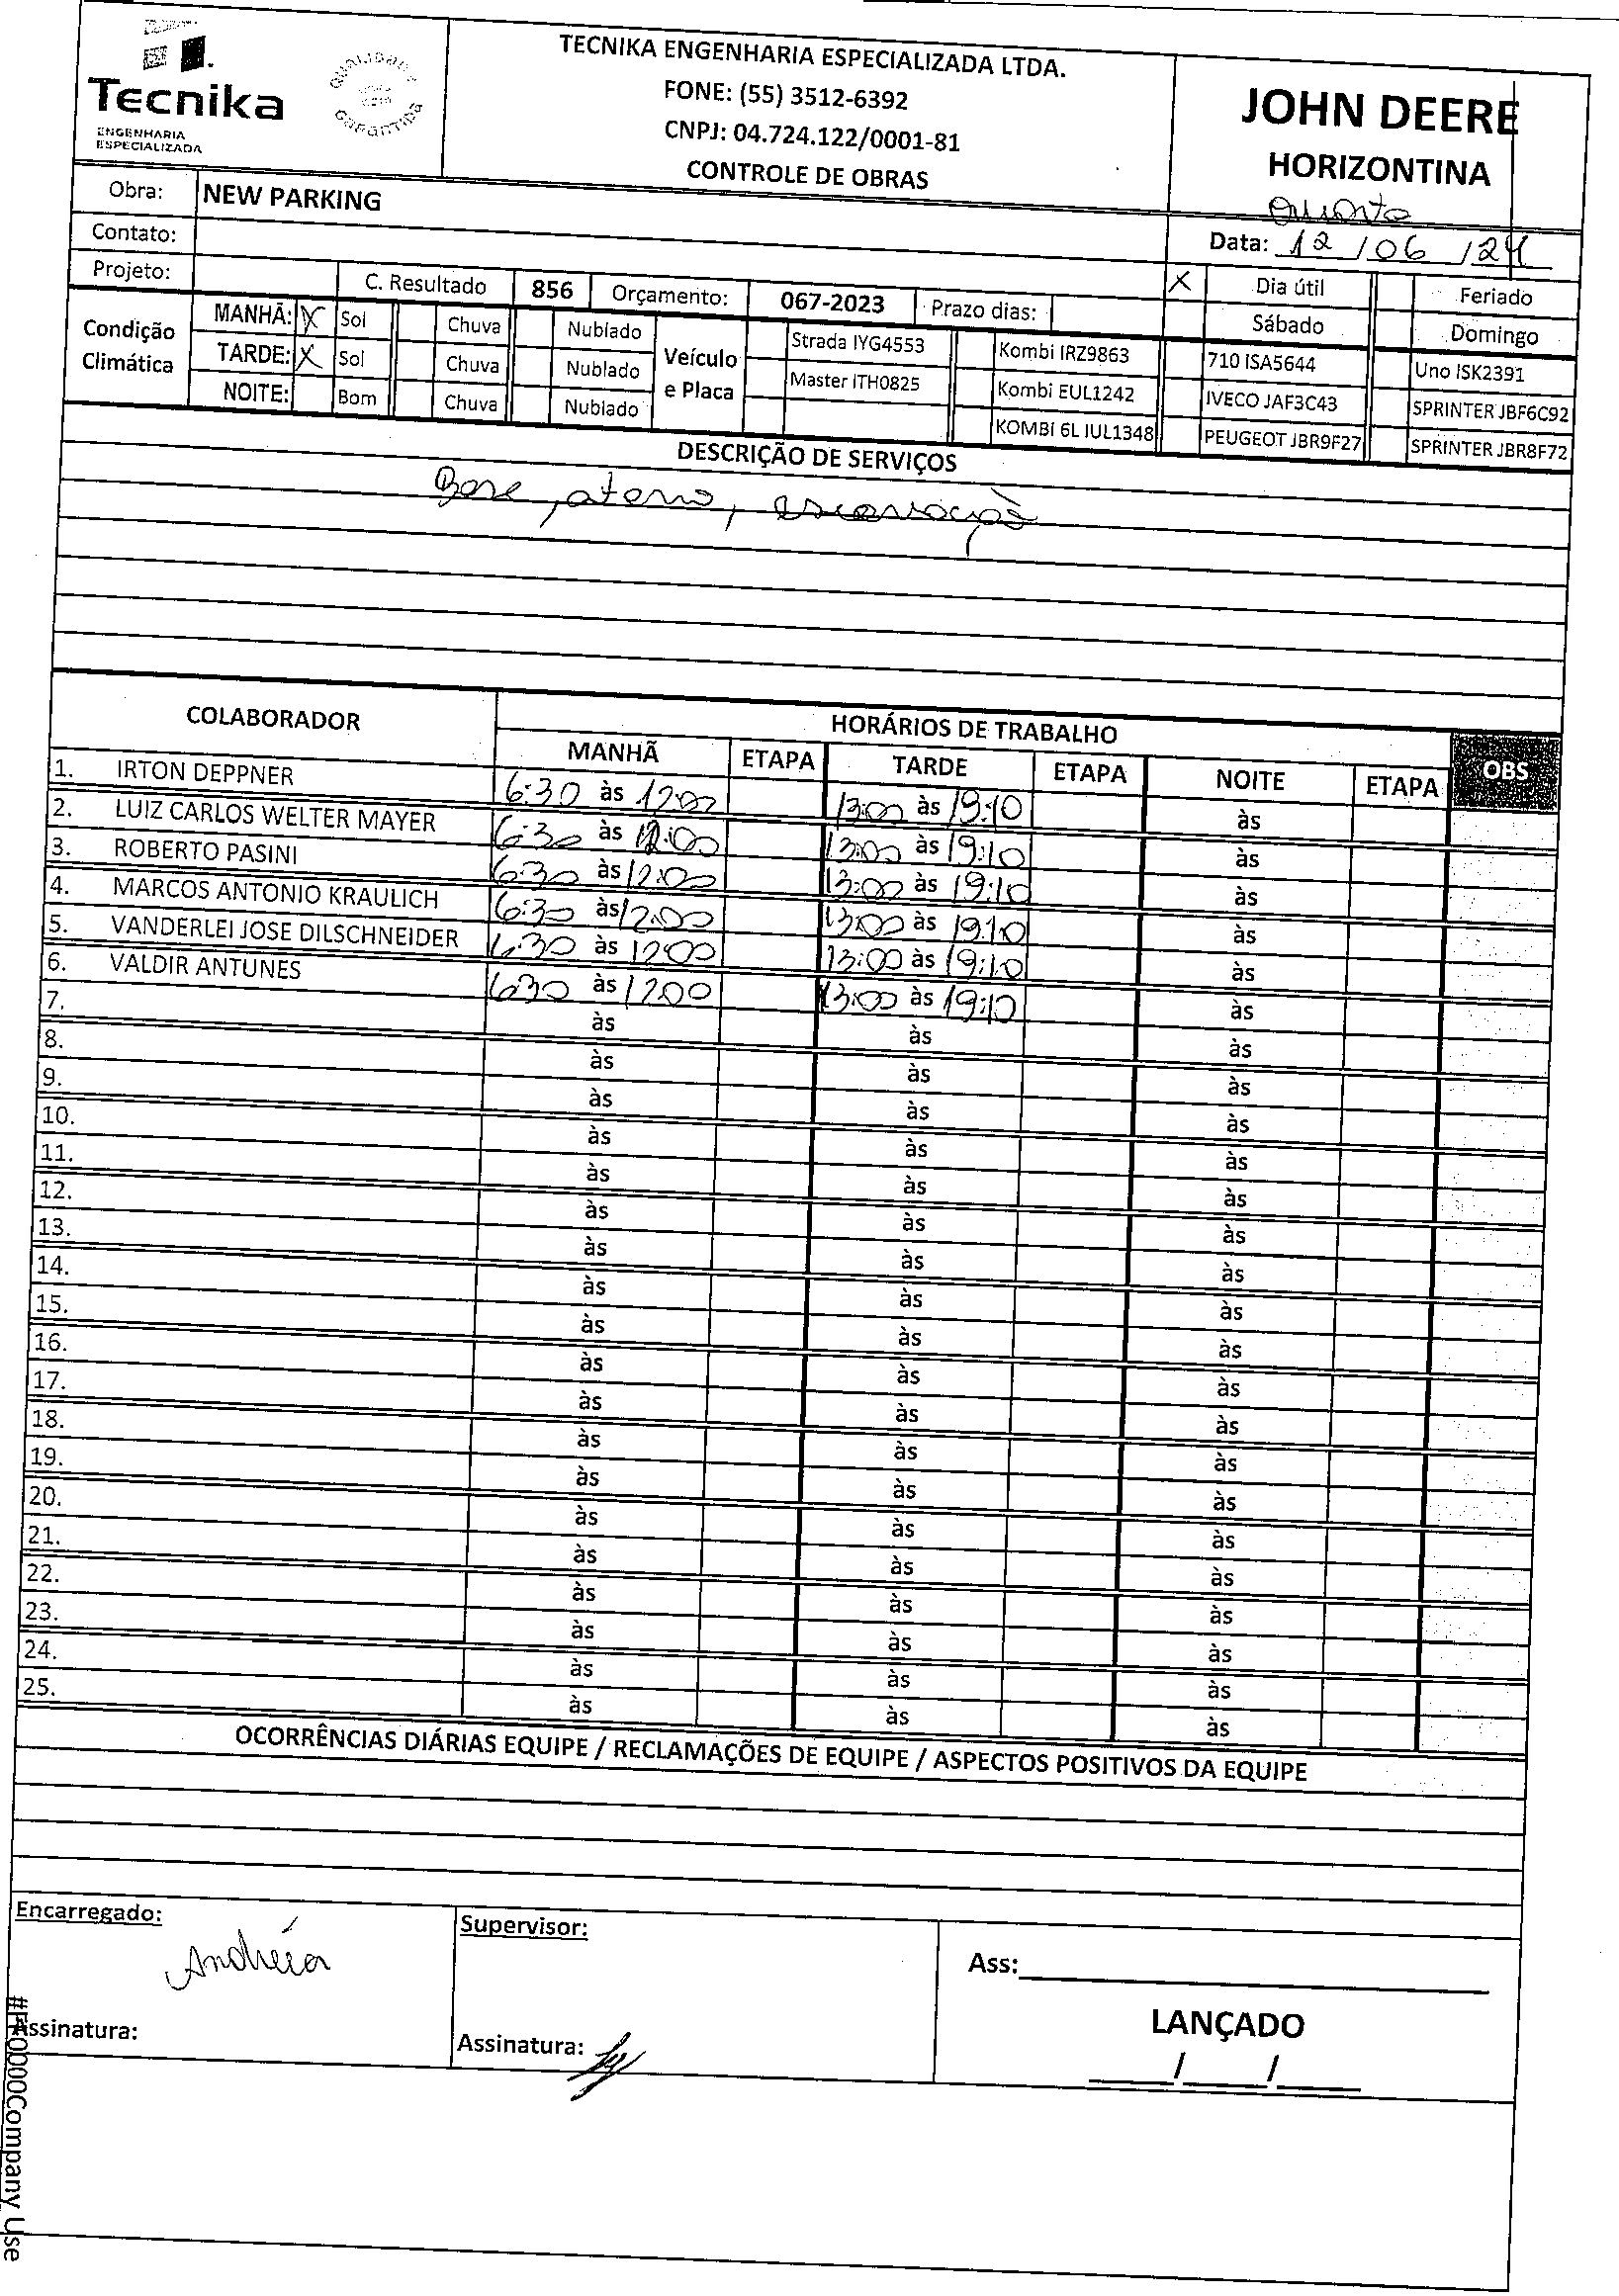 Tecnika
ENGENHARIA
ESPECIALIZADA
QUALIDADE
GARANTIDA
TECNIKA ENGENHARIA ESPECIALIZADA LTDA.
FONE: (55) 3512-6392
CNPJ: 04.724.122/0001-81
CONTROLE DE OBRAS
JOHN DEERE
HORIZONTINA
Quarta
Obra: NEW PARKING
Contato:
Data: 12/06/24
Projeto: C. Resultado 856 Orçamento: 067-2023 Prazo dias: X Dia útil Feriado
Sábado Domingo
Condição Climática
MANHÃ: X Sol Chuva Nublado
TARDE: X Sol Chuva Nublado
NOITE: Bom Chuva Nublado
Veículo e Placa
Strada IYG4553 Kombi IRZ9863 710 ISA5644 Uno ISK2391
Master ITH0825 Kombi EUL1242 IVECO JAF3C43 SPRINTER JBF6C92
KOMBI 6L IUL1348 PEUGEOT JBR9F27 SPRINTER JBR8F72
DESCRIÇÃO DE SERVIÇOS
Base, aterro, escavação
COLABORADOR HORÁRIOS DE TRABALHO OBS
MANHÃ ETAPA TARDE ETAPA NOITE ETAPA
1. IRTON DEPPNER 6:30 às 12:00 13:00 às 19:10 às
2. LUIZ CARLOS WELTER MAYER 6:30 às 12:00 13:00 às 19:10 às
3. ROBERTO PASINI 6:30 às 12:00 13:00 às 19:10 às
4. MARCOS ANTONIO KRAULICH 6:30 às 12:00 13:00 às 19:10 às
5. VANDERLEI JOSE DILSCHNEIDER 6:30 às 12:00 13:00 às 19:10 às
6. VALDIR ANTUNES 6:30 às 12:00 13:00 às 19:10 às
7. às às às
8. às às às
9. às às às
10. às às às
11. às às às
12. às às às
13. às às às
14. às às às
15. às às às
16. às às às
17. às às às
18. às às às
19. às às às
20. às às às
21. às às às
22. às às às
23. às às às
24. às às às
25. às às às
OCORRÊNCIAS DIÁRIAS EQUIPE / RECLAMAÇÕES DE EQUIPE / ASPECTOS POSITIVOS DA EQUIPE
Encarregado: Supervisor:
Andréia
Ass:
LANÇADO
Assinatura: Assinatura:
/ /
#FF0000Company Use